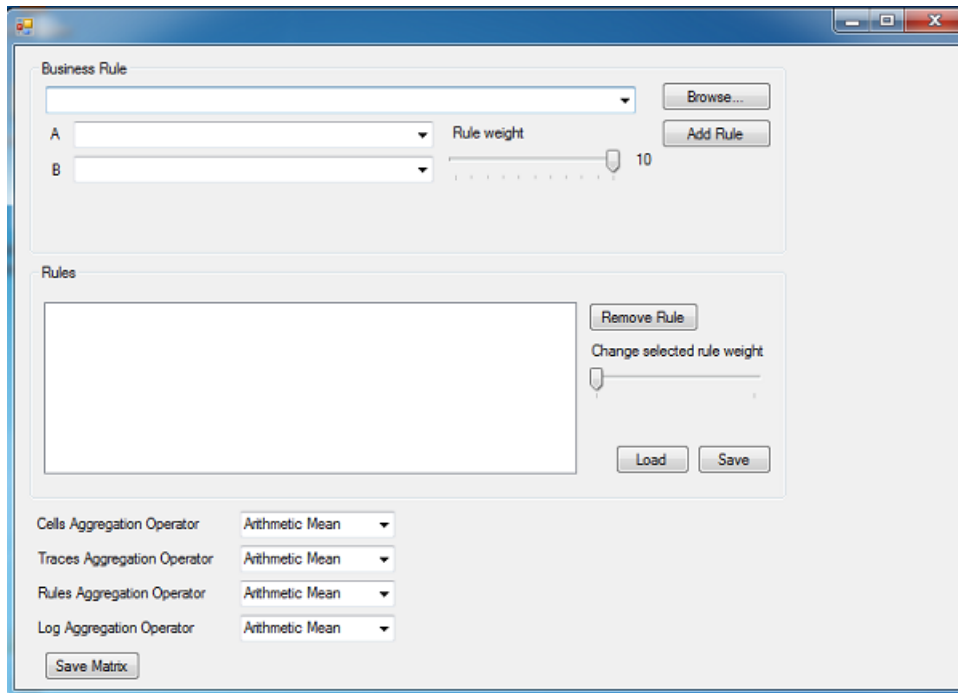 Business Rule
Browse...
A
Rule weight
Add Rule
B
10
Rules
Remove Rule
Change selected rule weight
Load
Save
Cells Aggregation Operator
Arithmetic Mean
Traces Aggregation Operator
Arithmetic Mean
Rules Aggregation Operator
Arithmetic Mean
Log Aggregation Operator
Arithmetic Mean
Save Matrix